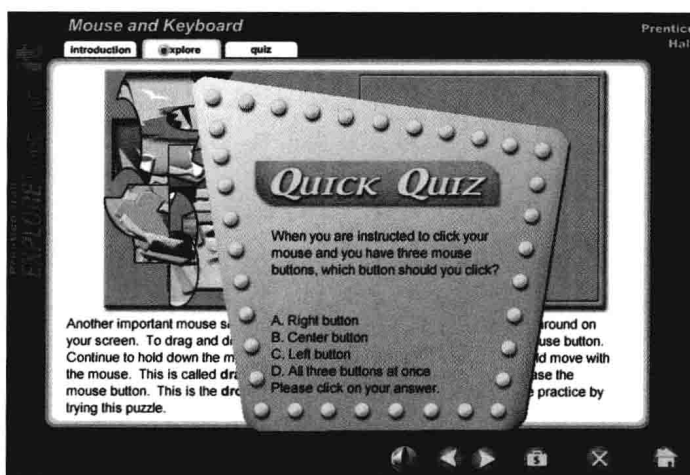 Mouse and Keyboard
Prentice
Hal
introduction
explore
quiz
QUICK QUIZ
When you are instructed to click your
mouse and you have three mouse
buttons, which button should you click?
A. Right button
B. Center button
C. Left button
D. All three buttons at once
Please click on your answer.
Another important mouse s
round on
your screen. To drag and d
use button.
Continue to hold down the m
d move with
the mouse. This is called dra
ase the
mouse button. This is the dro
practice by
trying this puzzle.
EXPLORE